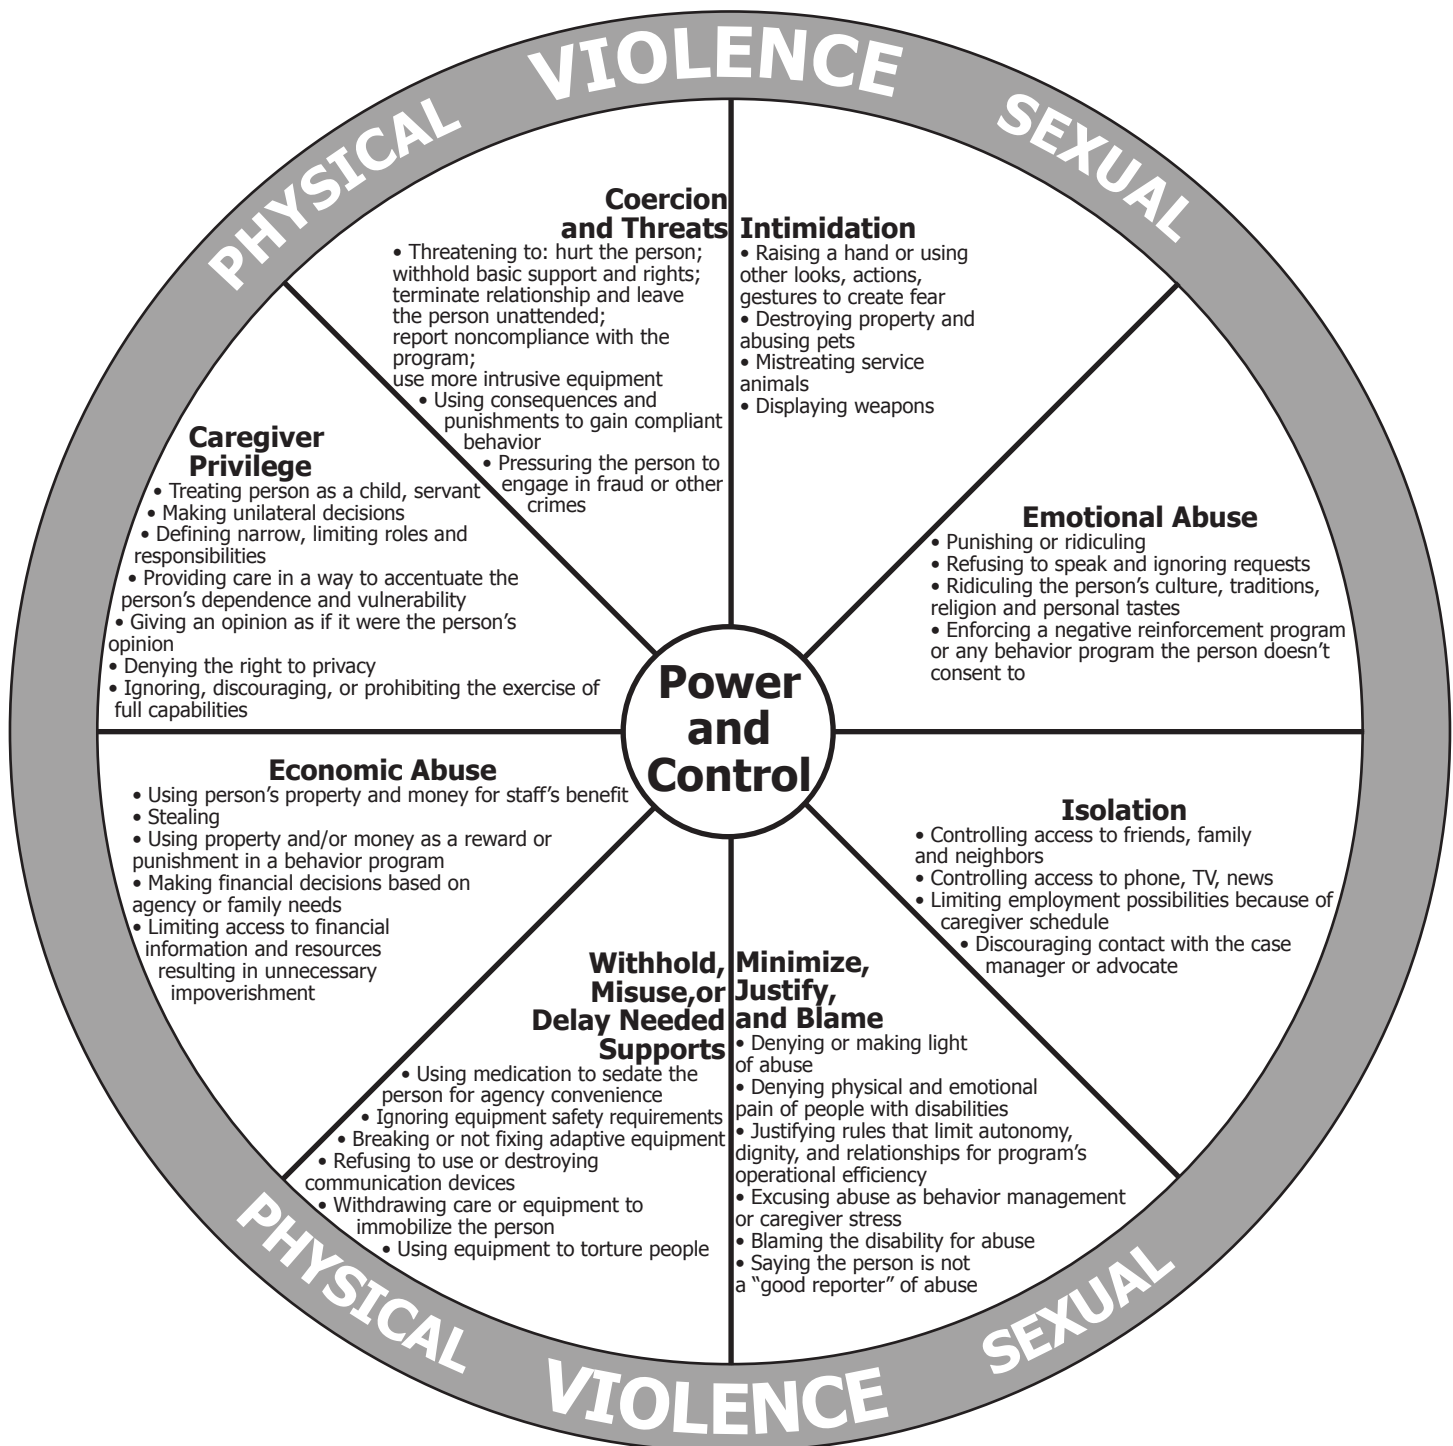 PHYSICAL VIOLENCE SEXUAL
Coercion
and Threats
• Threatening to: hurt the person;
withhold basic support and rights;
terminate relationship and leave
the person unattended;
report noncompliance with the
program;
use more intrusive equipment
• Using consequences and
punishments to gain compliant
behavior
• Pressuring the person to
engage in fraud or other
crimes
Intimidation
• Raising a hand or using
other looks, actions,
gestures to create fear
• Destroying property and
abusing pets
• Mistreating service
animals
• Displaying weapons
Caregiver
Privilege
• Treating person as a child, servant
• Making unilateral decisions
• Defining narrow, limiting roles and
responsibilities
• Providing care in a way to accentuate the
person’s dependence and vulnerability
• Giving an opinion as if it were the person’s
opinion
• Denying the right to privacy
• Ignoring, discouraging, or prohibiting the exercise of
full capabilities
Emotional Abuse
• Punishing or ridiculing
• Refusing to speak and ignoring requests
• Ridiculing the person’s culture, traditions,
religion and personal tastes
• Enforcing a negative reinforcement program
or any behavior program the person doesn’t
consent to
Power
and
Control
Economic Abuse
• Using person’s property and money for staff’s benefit
• Stealing
• Using property and/or money as a reward or
punishment in a behavior program
• Making financial decisions based on
agency or family needs
• Limiting access to financial
information and resources
resulting in unnecessary
impoverishment
Isolation
• Controlling access to friends, family
and neighbors
• Controlling access to phone, TV, news
• Limiting employment possibilities because of
caregiver schedule
• Discouraging contact with the case
manager or advocate
Withhold,
Misuse,or
Delay Needed
Supports
• Using medication to sedate the
person for agency convenience
• Ignoring equipment safety requirements
• Breaking or not fixing adaptive equipment
• Refusing to use or destroying
communication devices
• Withdrawing care or equipment to
immobilize the person
• Using equipment to torture people
Minimize,
Justify,
and Blame
• Denying or making light
of abuse
• Denying physical and emotional
pain of people with disabilities
• Justifying rules that limit autonomy,
dignity, and relationships for program’s
operational efficiency
• Excusing abuse as behavior management
or caregiver stress
• Blaming the disability for abuse
• Saying the person is not
a “good reporter” of abuse
PHYSICAL VIOLENCE SEXUAL